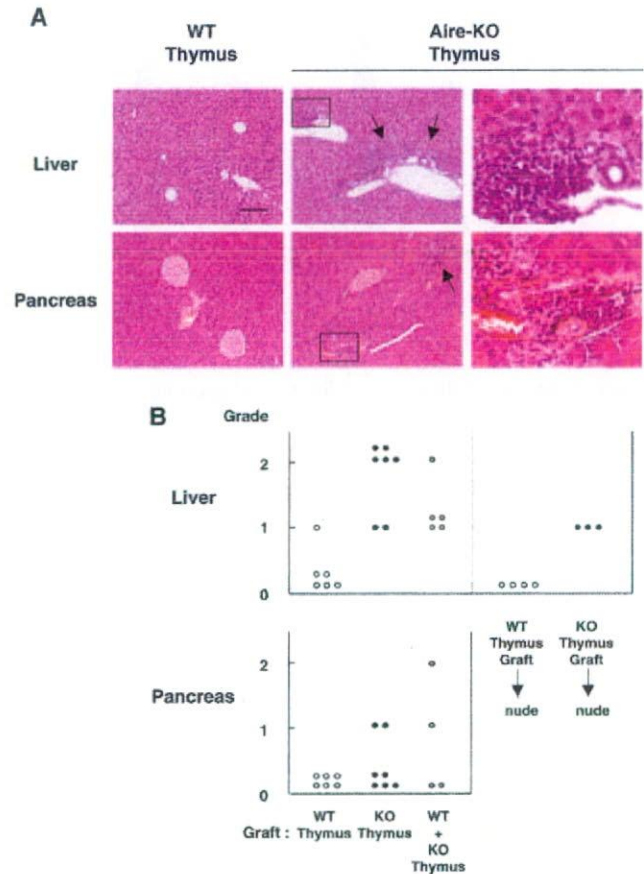 A
WT
Thymus
Aire-KO
Thymus
Liver
Pancreas
B
Grade
2
Liver
1
0
WT
Thymus
Graft
nude
KO
Thymus
Graft
nude
2
Pancreas
1
0
Graft :
WT
Thymus
KO
Thymus
WT
+
KO
Thymus